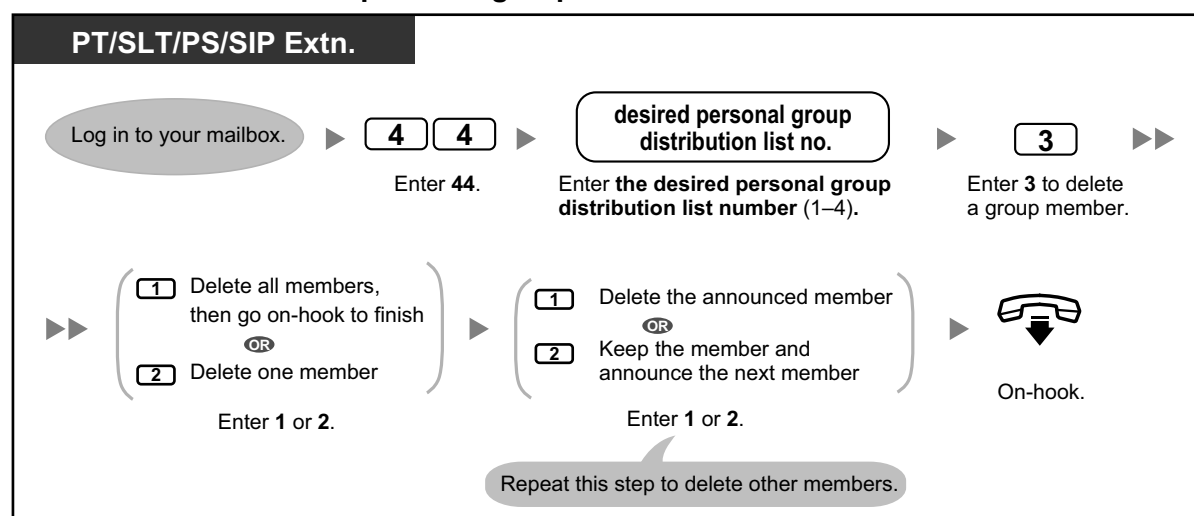 PT/SLT/PS/SIP Extn.
Log in to your mailbox.
4 4
Enter 44.
desired personal group
distribution list no.
Enter the desired personal group
distribution list number (1–4).
3
Enter 3 to delete
a group member.
1 Delete all members,
then go on-hook to finish
OR
2 Delete one member
Enter 1 or 2.
1 Delete the announced member
OR
2 Keep the member and
announce the next member
Enter 1 or 2.
Repeat this step to delete other members.
On-hook.